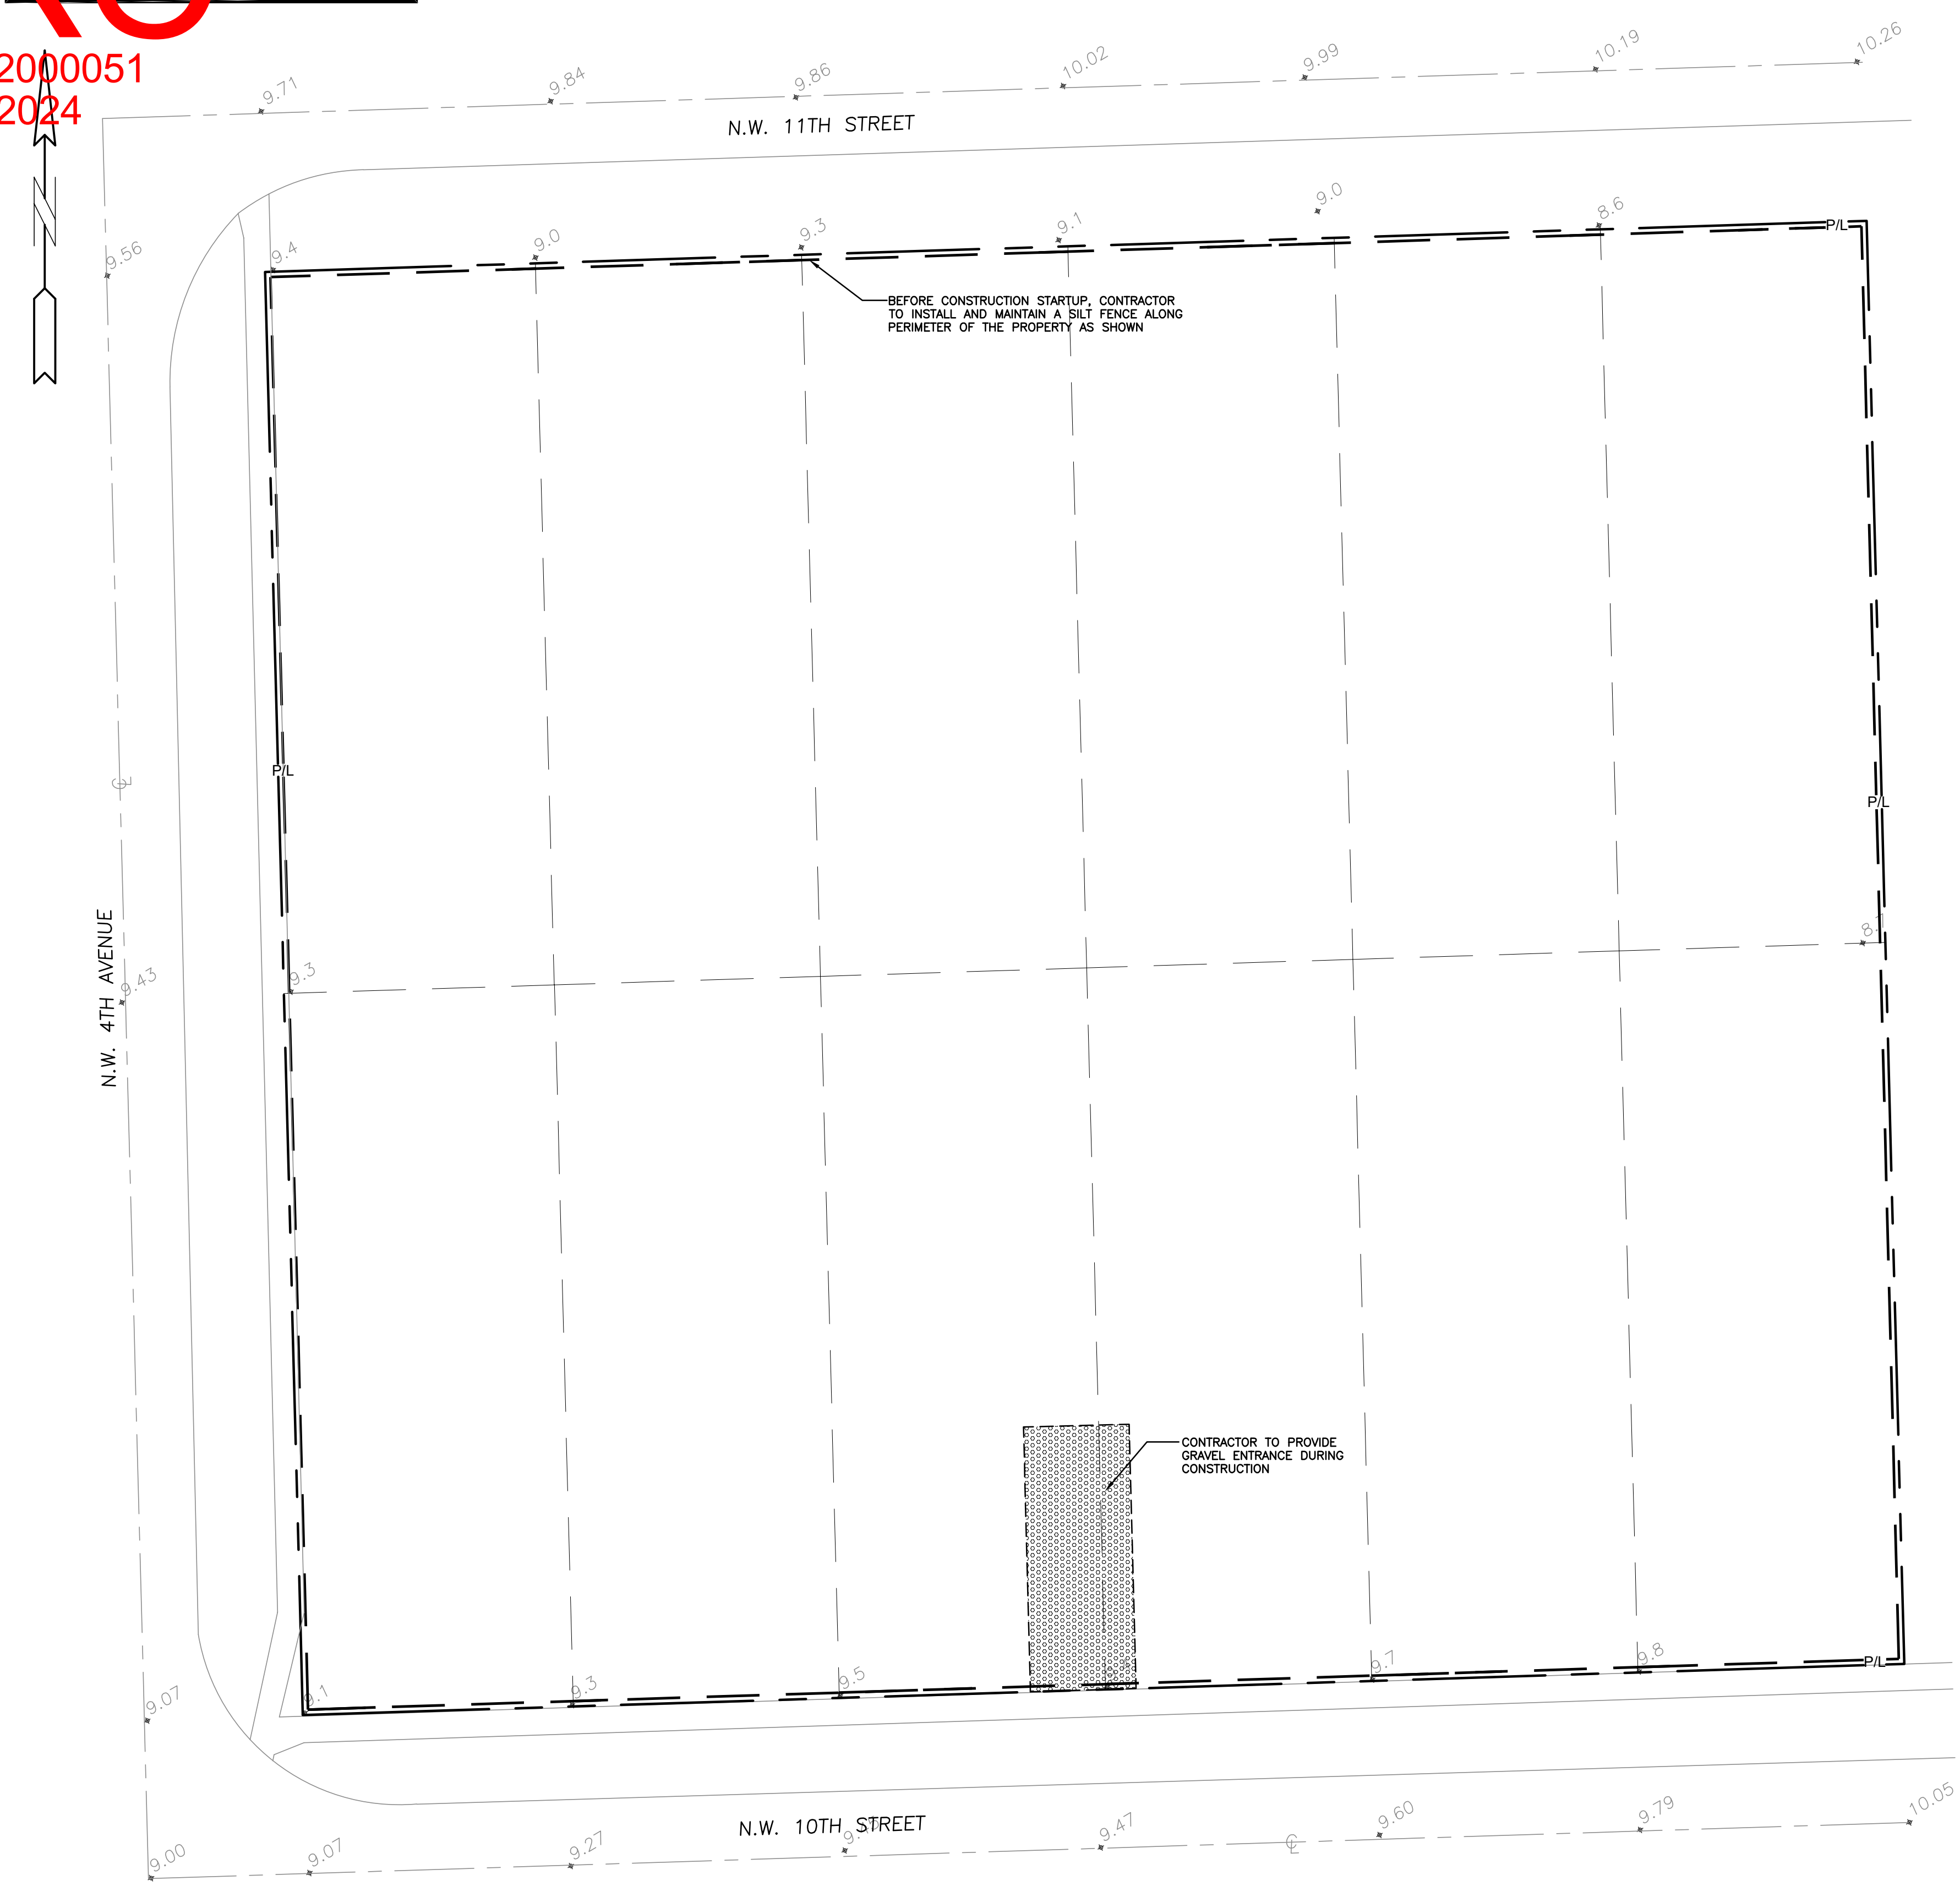 2000051
2024
N
9.71
9.84
9.86
10.02
9.99
10.19
10.26
N.W. 11TH STREET
9.56
9.4
9.0
9.3
9.1
9.0
8.6
P/L
BEFORE CONSTRUCTION STARTUP, CONTRACTOR
TO INSTALL AND MAINTAIN A SILT FENCE ALONG
PERIMETER OF THE PROPERTY AS SHOWN
P/L
P/L
N.W. 4TH AVENUE
9.43
9.3
CONTRACTOR TO PROVIDE
GRAVEL ENTRANCE DURING
CONSTRUCTION
9.07
9.1
9.3
9.5
9.7
9.8
P/L
N.W. 10TH STREET
9.00
9.07
9.27
9.47
9.60
9.79
10.05